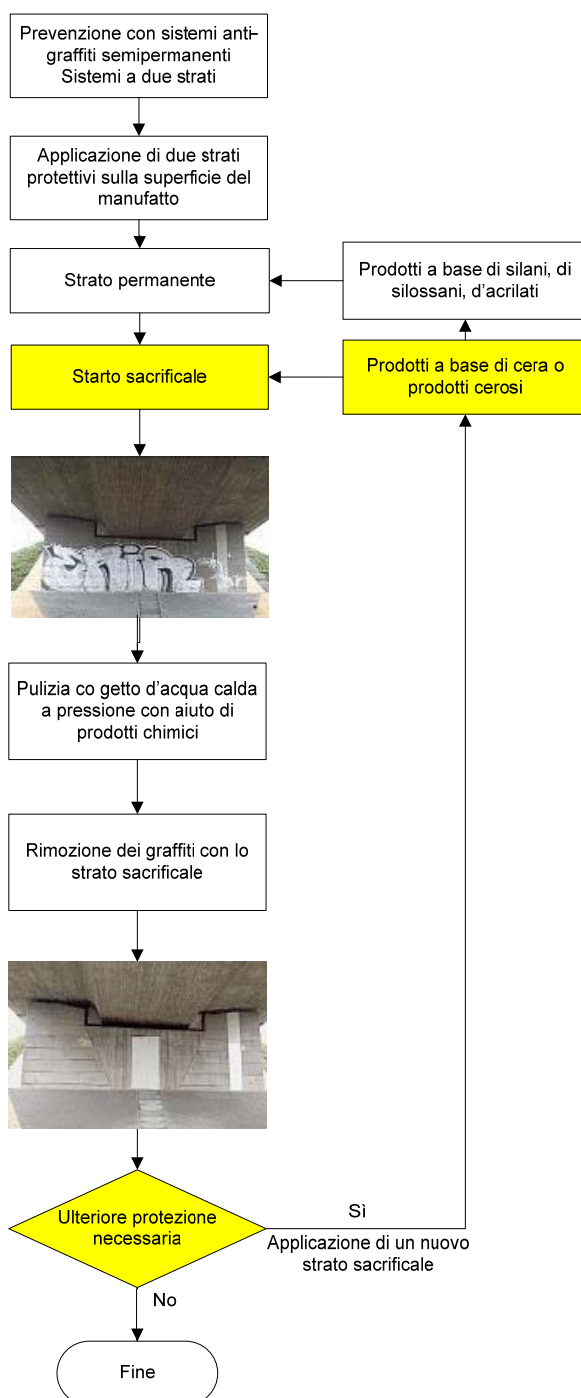 Prevenzione con sistemi anti-
graffiti semipermanenti
Sistemi a due strati
Applicazione di due strati
protettivi sulla superficie del
manufatto
Strato permanente
Prodotti a base di silani, di
silossani, d'acrilati
Starto sacrificale
Prodotti a base di cera o
prodotti cerosi
Pulizia co getto d'acqua calda
a pressione con aiuto di
prodotti chimici
Rimozione dei graffiti con lo
strato sacrificale
Ulteriore protezione
necessaria
Sì
Applicazione di un nuovo
strato sacrificale
No
Fine